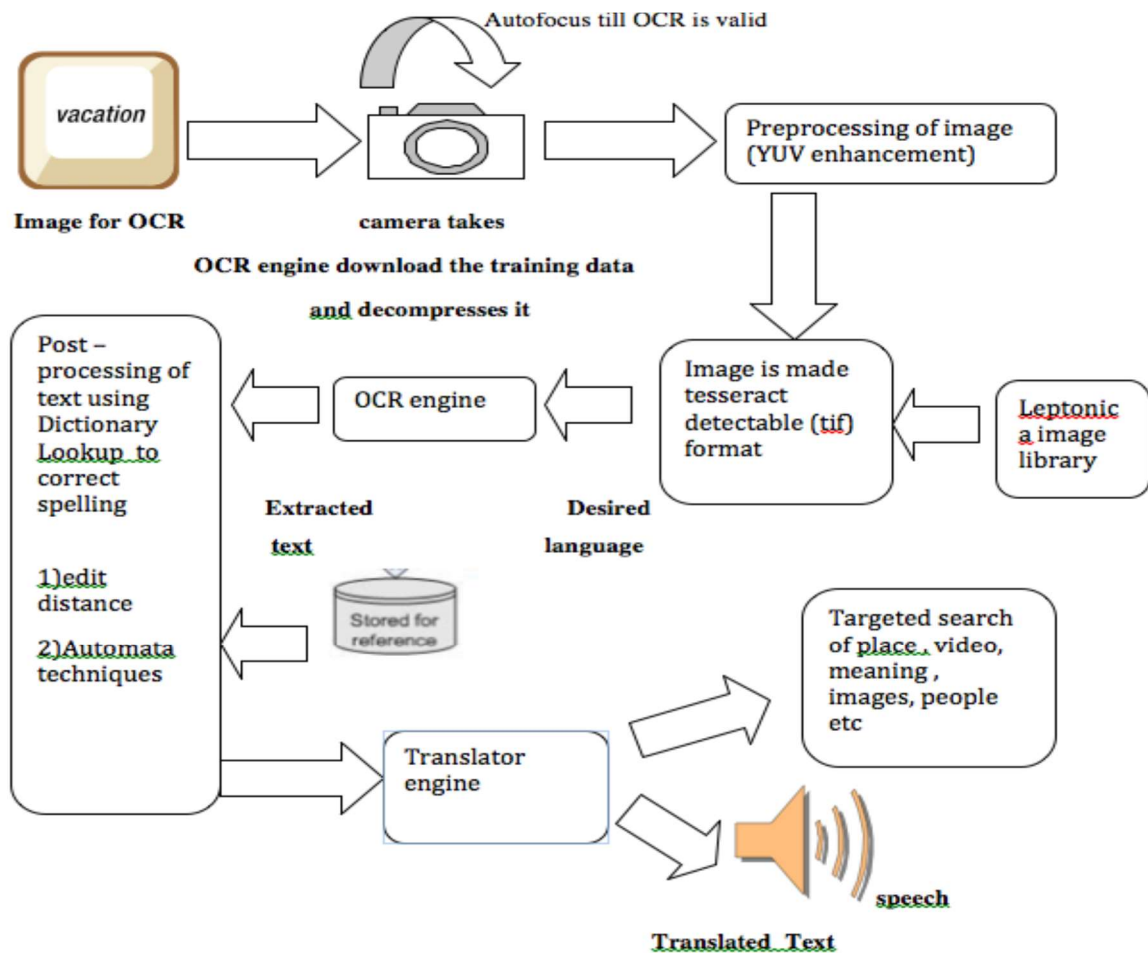 Autofocus till OCR is valid
vacation
Preprocessing of image
(YUV enhancement)
Image for OCR
camera takes
OCR engine download the training data
and decompresses it
Post –
processing of
text using
Dictionary
Lookup to
correct
spelling
1)edit
distance
2)Automata
techniques
OCR engine
Image is made
tesseract
detectable (tif)
format
Leptonic
a image
library
Extracted
text
Desired
language
Stored for
reference
Targeted search
of place , video,
meaning ,
images, people
etc
Translator
engine
speech
Translated Text